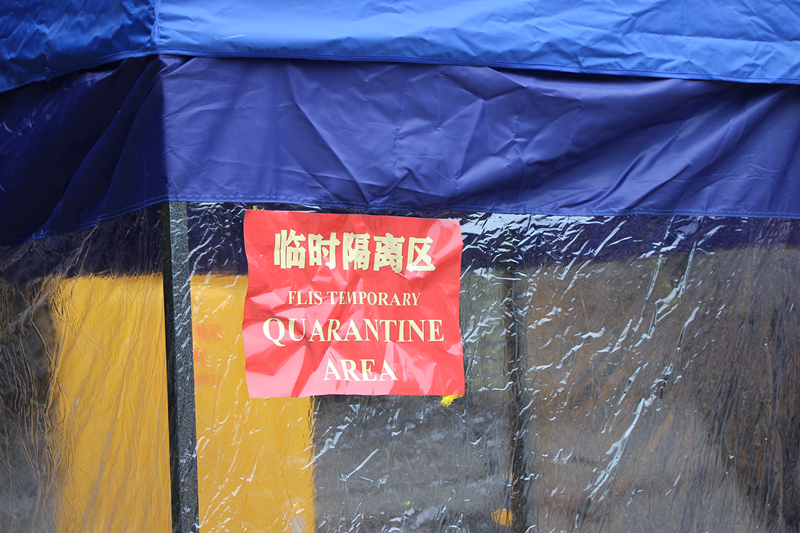 临时隔离区
FLIS TEMPORARY
QUARANTINE
AREA